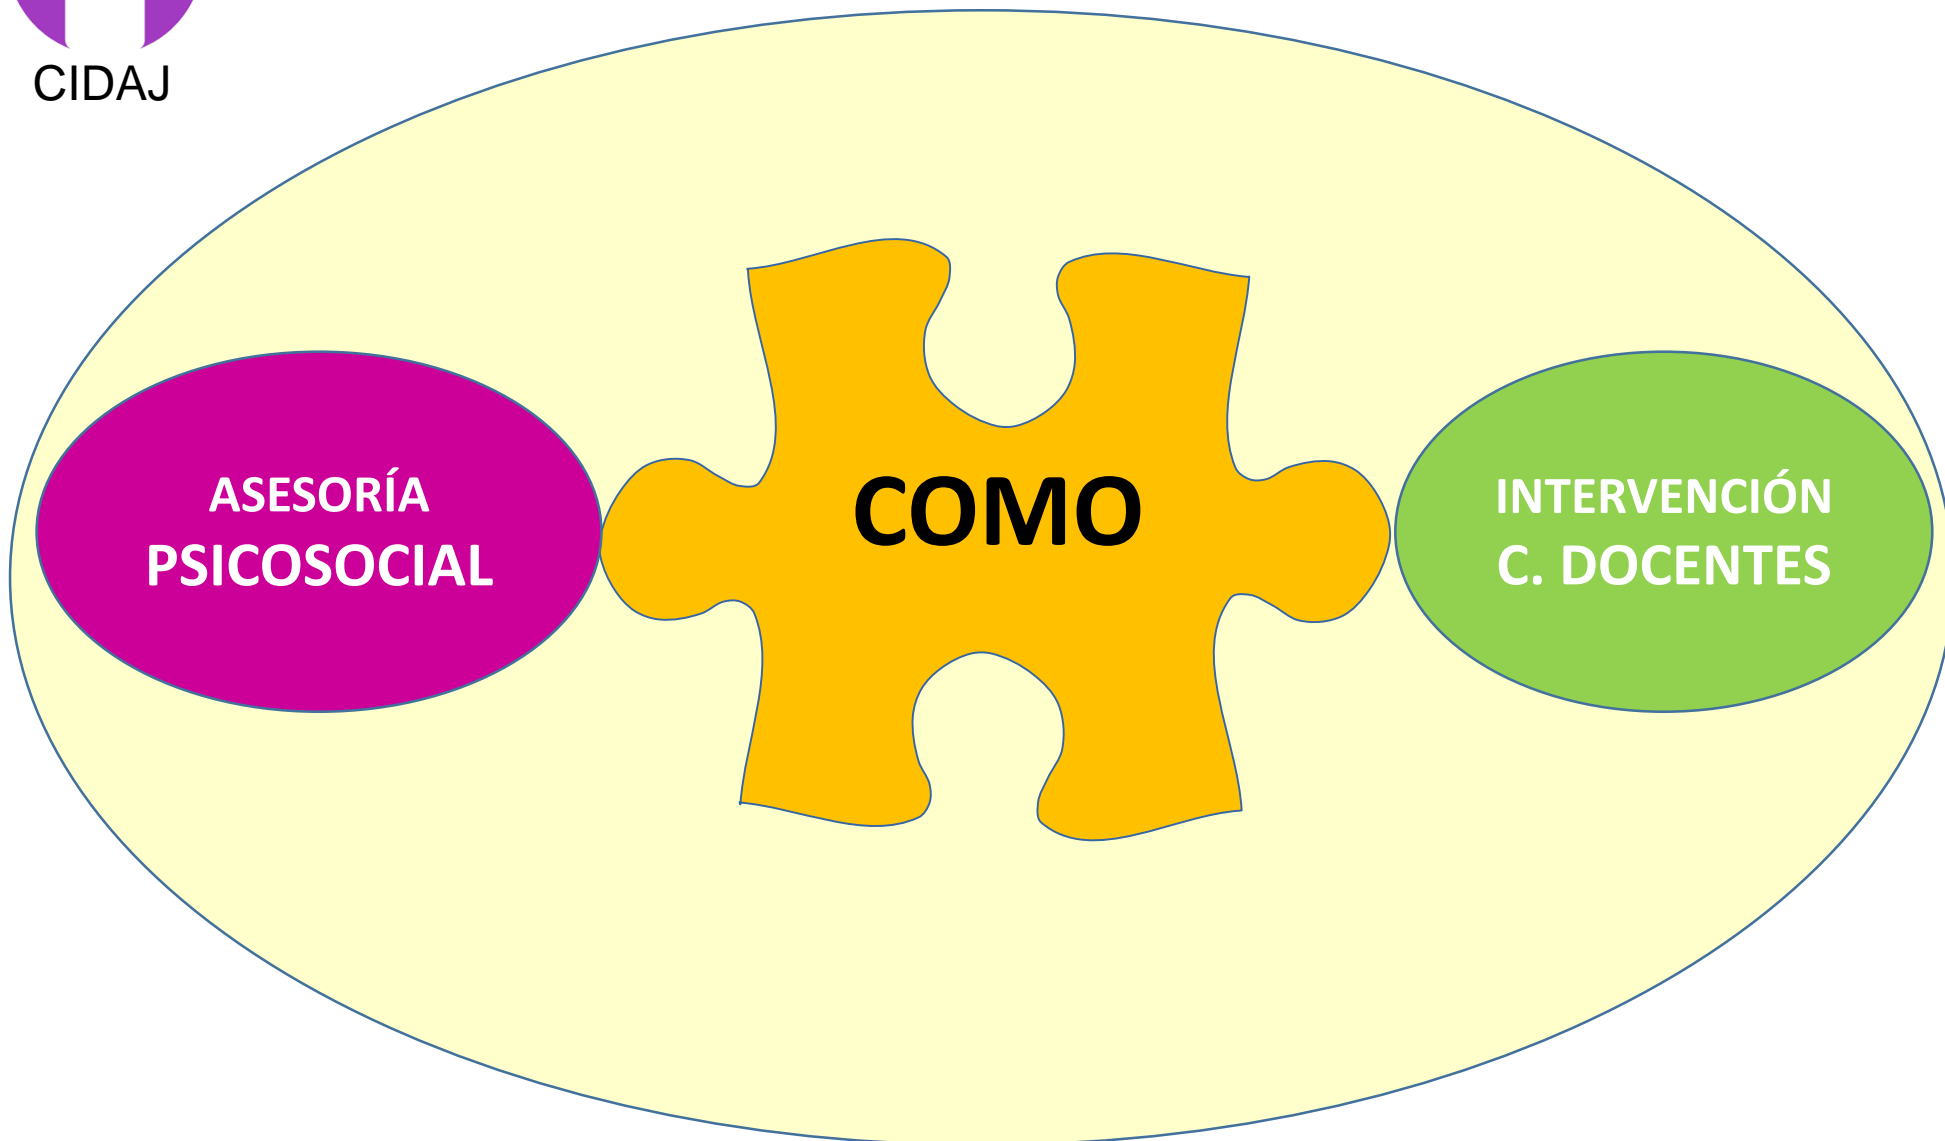 CIDAJ
ASESORÍA
PSICOSOCIAL
COMO
INTERVENCIÓN
C. DOCENTES